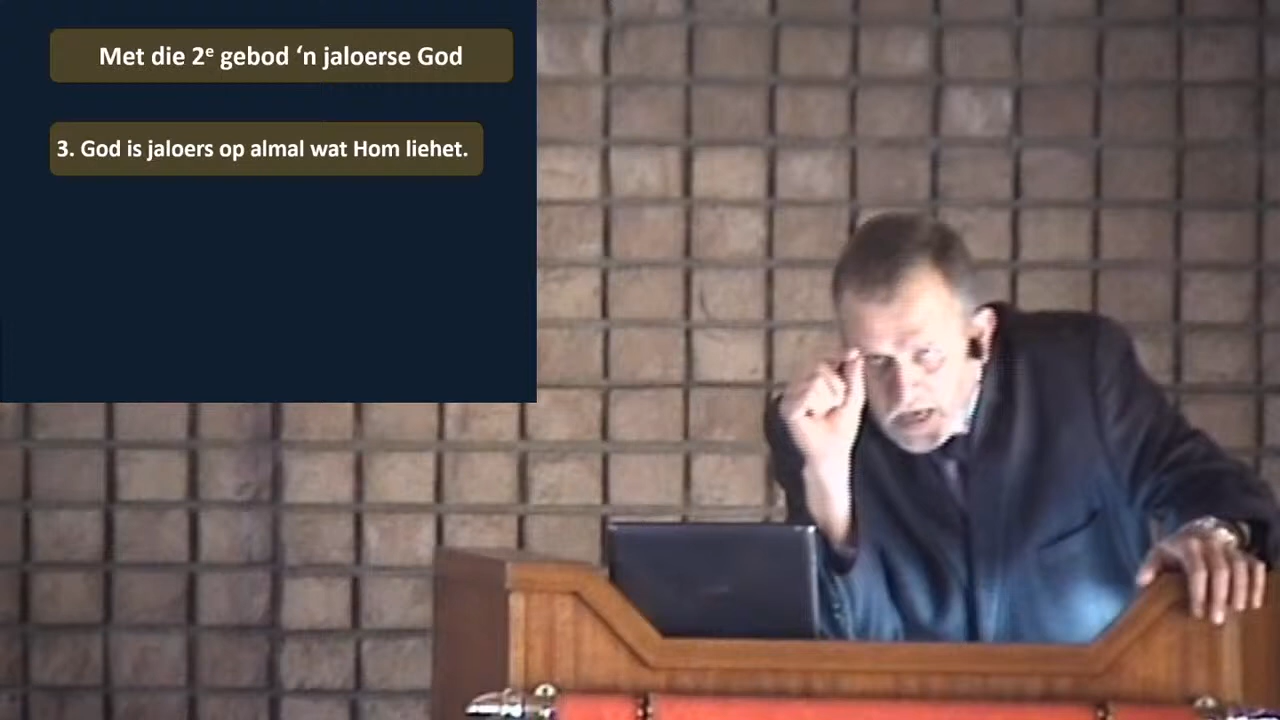 Met die 2ᵉ gebod ‘n jaloerse God
3. God is jaloers op almal wat Hom liehet.